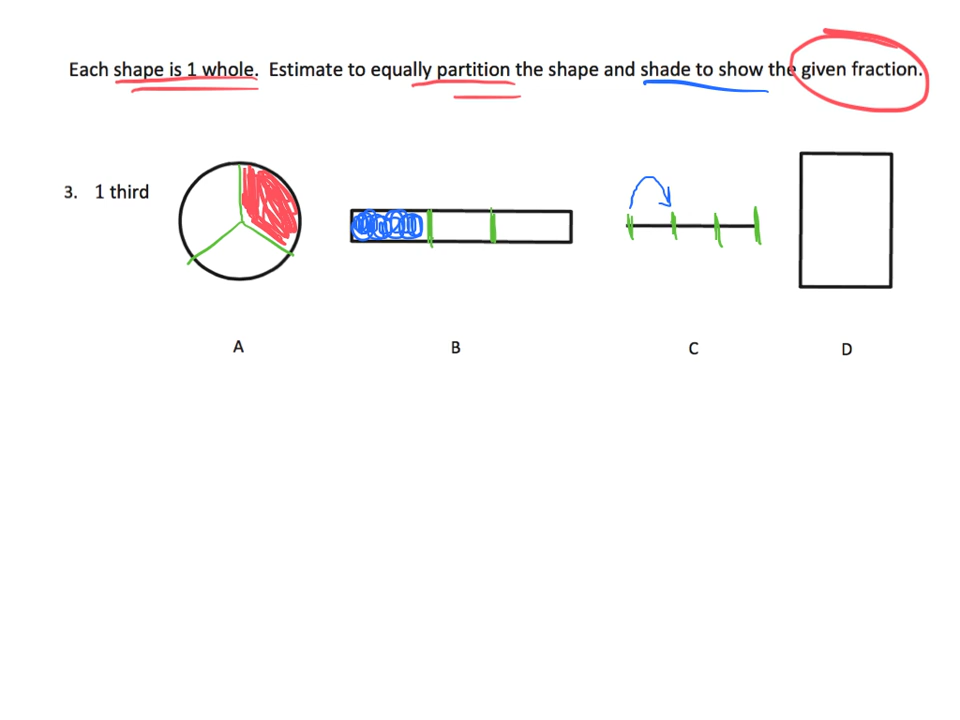 Each shape is 1 whole. Estimate to equally partition the shape and shade to show the given fraction.
3. 1 third
A B C D